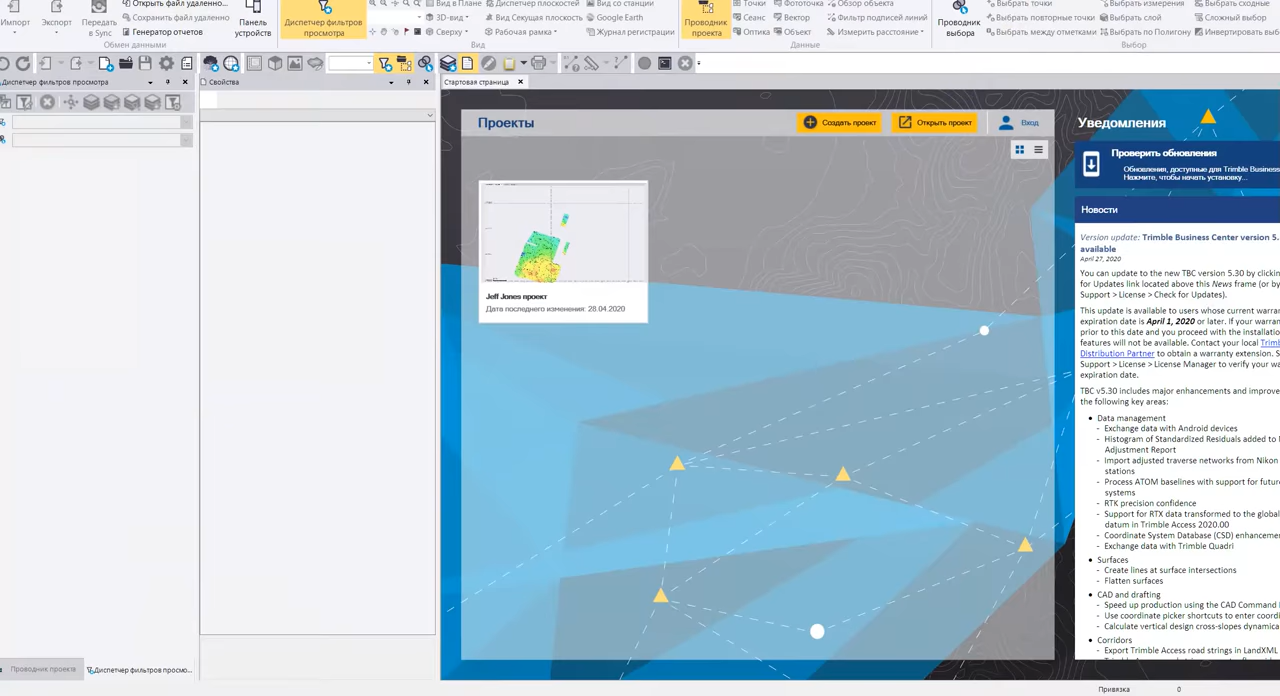 Импорт
Экспорт
Передать
в Sync
Открыть файл удаленно...
Сохранить файл удаленно
Генератор отчетов
Обмен данными
Панель
устройств
Диспетчер фильтров
просмотра
Вид в Плане
3D-вид
Сверху
Диспетчер плоскостей
Вид Секущая плоскость
Рабочая рамка
Вид со станции
Google Earth
Журнал регистрации
Вид
Проводник
проекта
Точки
Сеанс
Оптика
Фототочка
Вектор
Объект
Обзор объекта
Фильтр подписей линий
Измерить расстояние
Данные
Проводник
выбора
Выбрать точки
Выбрать повторные точки
Выбрать между отметками
Выбрать измерения
Выбрать слой
Выбрать по Полигону
Выбрать сходные
Сложный выбор
Инвертировать выбор
Выбор
Диспетчер фильтров просмотра
Свойства
Стартовая страница
Проекты
Создать проект
Открыть проект
Вход
Jeff Jones проект
Дата последнего изменения: 28.04.2020
Уведомления
Проверить обновления
Обновления, доступные для Trimble Business
Нажмите, чтобы начать установку...
Новости
Version update: Trimble Business Center version 5.
available
April 27, 2020
You can update to the new TBC version 5.30 by clicking
for Updates link located above this News frame (or by
Support > License > Check for Updates).
This update is available to users whose current warra
expiration date is April 1, 2020 or later. If your warran
prior to this date and you proceed with the installatio
features will not be available. Contact your local Trimb
Distribution Partner to obtain a warranty extension. S
Support > License > License Manager to verify your wa
expiration date.
TBC v5.30 includes major enhancements and improve
the following key areas:
• Data management
- Exchange data with Android devices
- Histogram of Standardized Residuals added to
Adjustment Report
- Import adjusted traverse networks from Nikon
stations
- Process ATOM baselines with support for futur
systems
- RTK precision confidence
- Support for RTX data transformed to the global
datum in Trimble Access 2020.00
- Coordinate System Database (CSD) enhanceme
- Exchange data with Trimble Quadri
• Surfaces
- Create lines at surface intersections
- Flatten surfaces
• CAD and drafting
- Speed up production using the CAD Command
- Use coordinate picker shortcuts to enter coordi
- Calculate vertical design cross-slopes dynamica
• Corridors
- Export Trimble Access road strings in LandXML
Проводник проекта
Диспетчер фильтров просмо...
Привязка
0